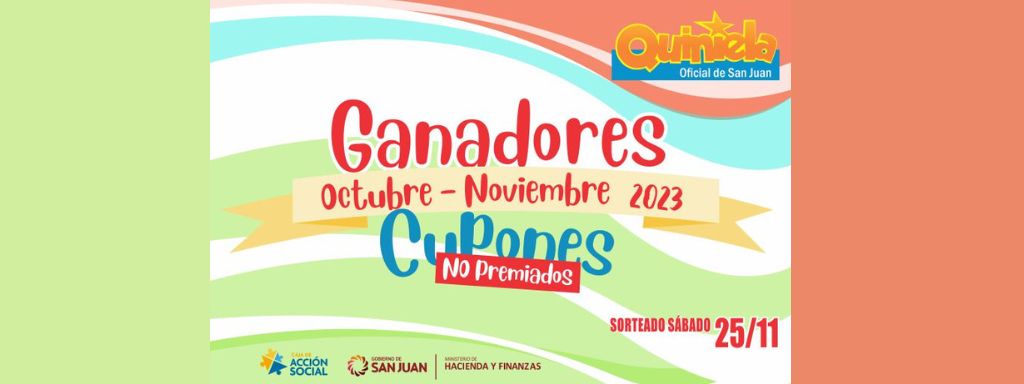 Quiniela
Oficial de San Juan
Ganadores
Octubre - Noviembre 2023
Cupones
NO Premiados
SORTEADO SÁBADO 25/11
CAJA DE
ACCIÓN
SOCIAL
GOBIERNO DE
SAN JUAN
MINISTERIO DE
HACIENDA Y FINANZAS